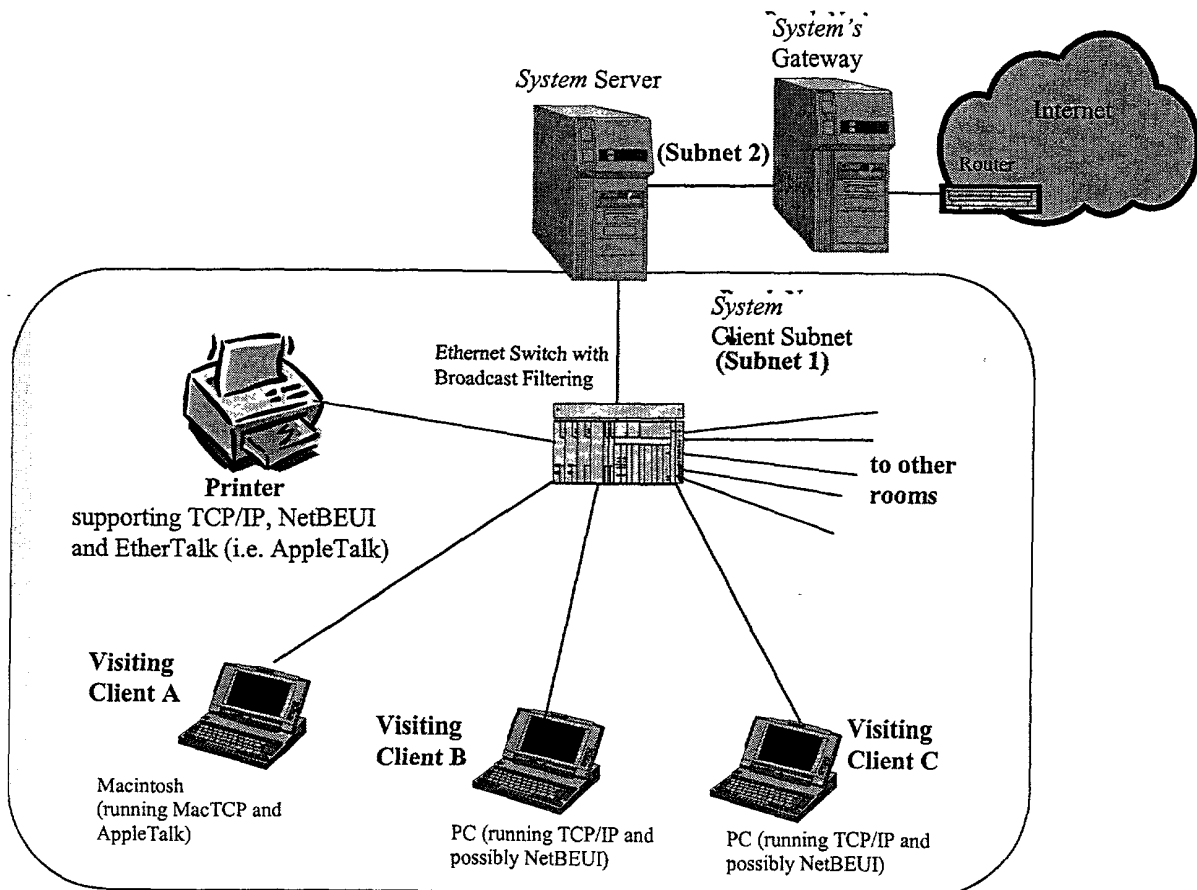 System's
Gateway
System Server
Internet
(Subnet 2)
Router
System
Client Subnet
(Subnet 1)
Ethernet Switch with
Broadcast Filtering
to other
rooms
Printer
supporting TCP/IP, NetBEUI
and EtherTalk (i.e. AppleTalk)
Visiting
Client A
Visiting
Client B
Visiting
Client C
Macintosh
(running MacTCP and
AppleTalk)
PC (running TCP/IP and
possibly NetBEUI)
PC (running TCP/IP and
possibly NetBEUI)